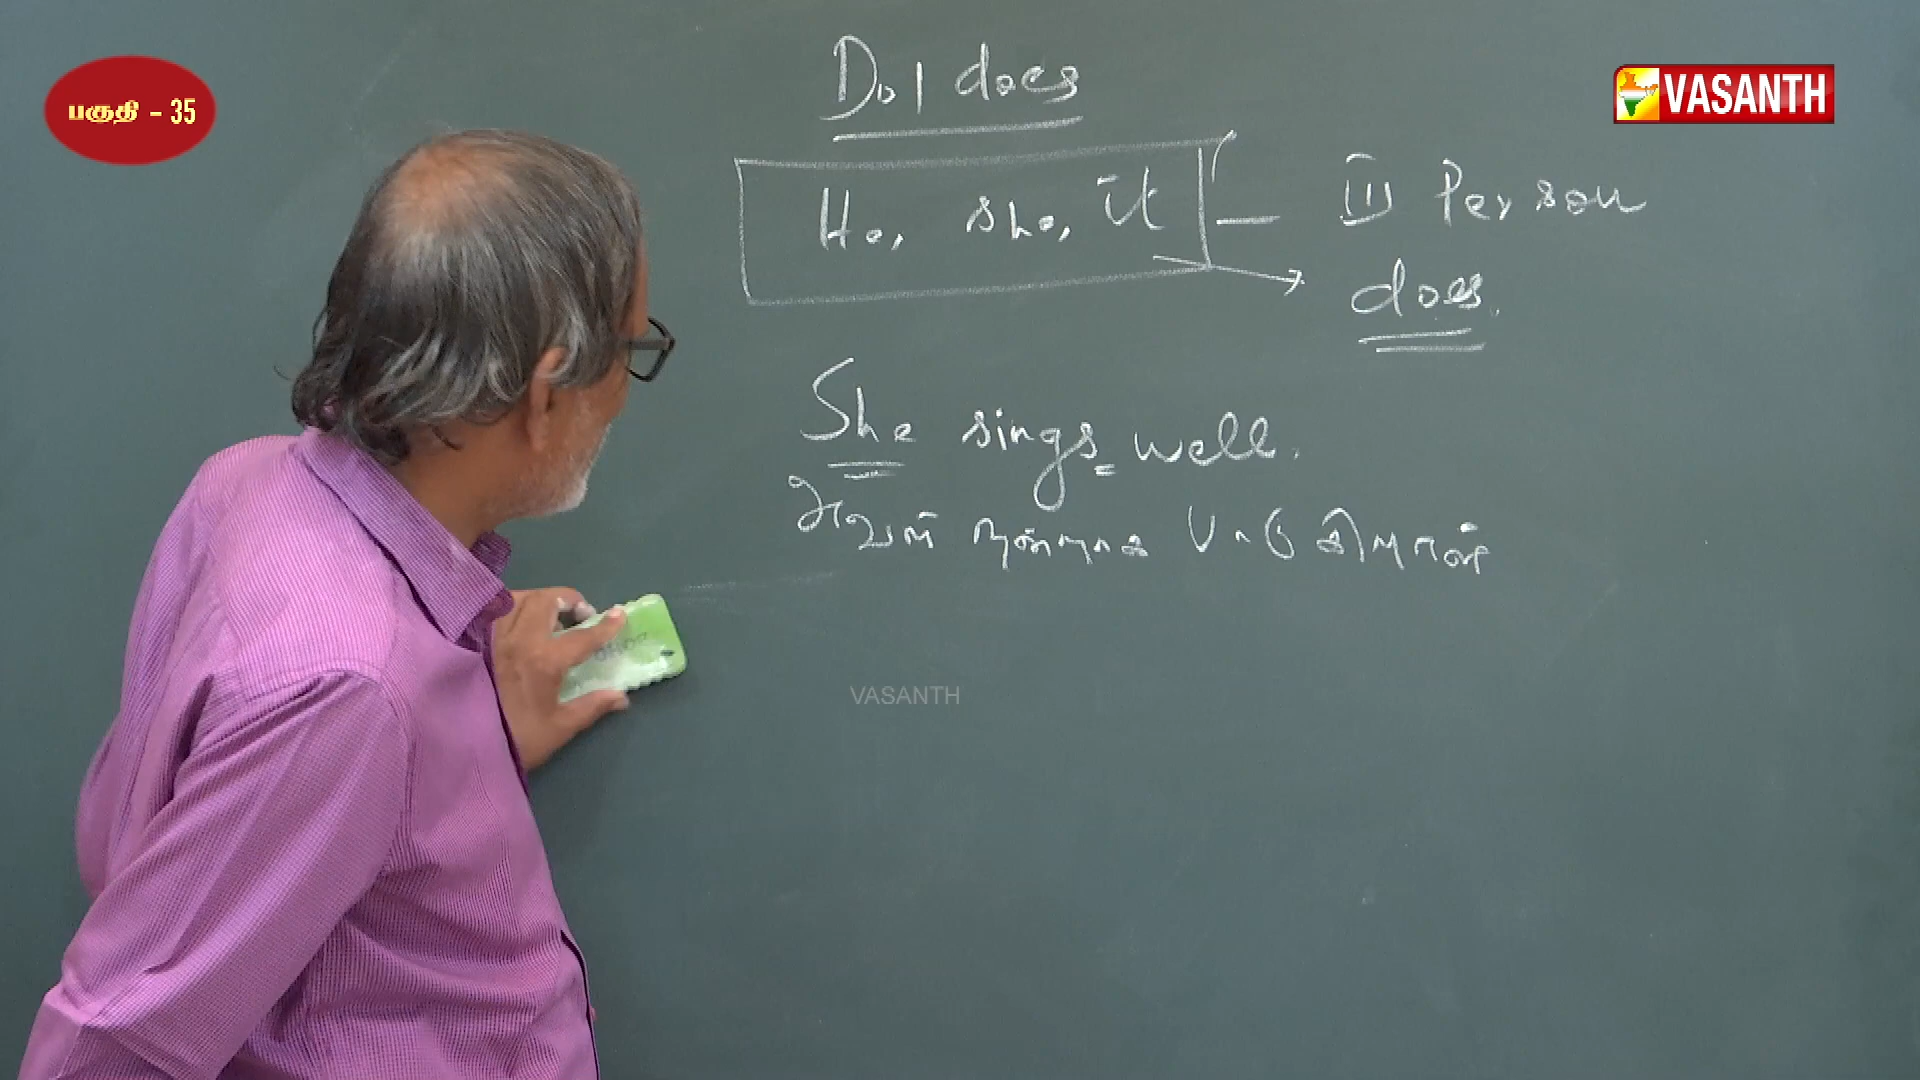 பகுதி - 35
VASANTH
Do / does
He, she, it - III Person
does.
She sings well.
அவள் நன்றாக பாடுகிறாள்
VASANTH